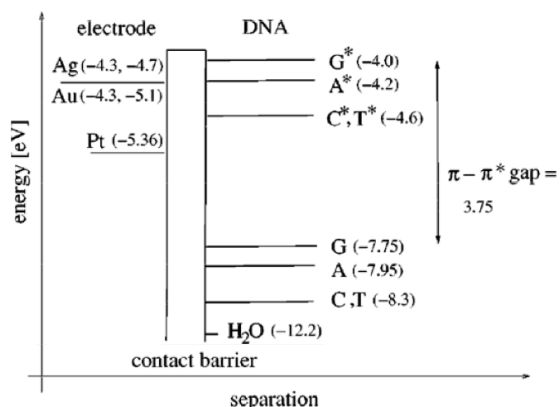 electrode DNA
Ag (−4.3, −4.7)
Au (−4.3, −5.1)
Pt (−5.36)
G* (−4.0)
A* (−4.2)
C*,T* (−4.6)
π − π* gap =
3.75
G (−7.75)
A (−7.95)
C,T (−8.3)
H₂O (−12.2)
contact barrier
energy [eV]
separation